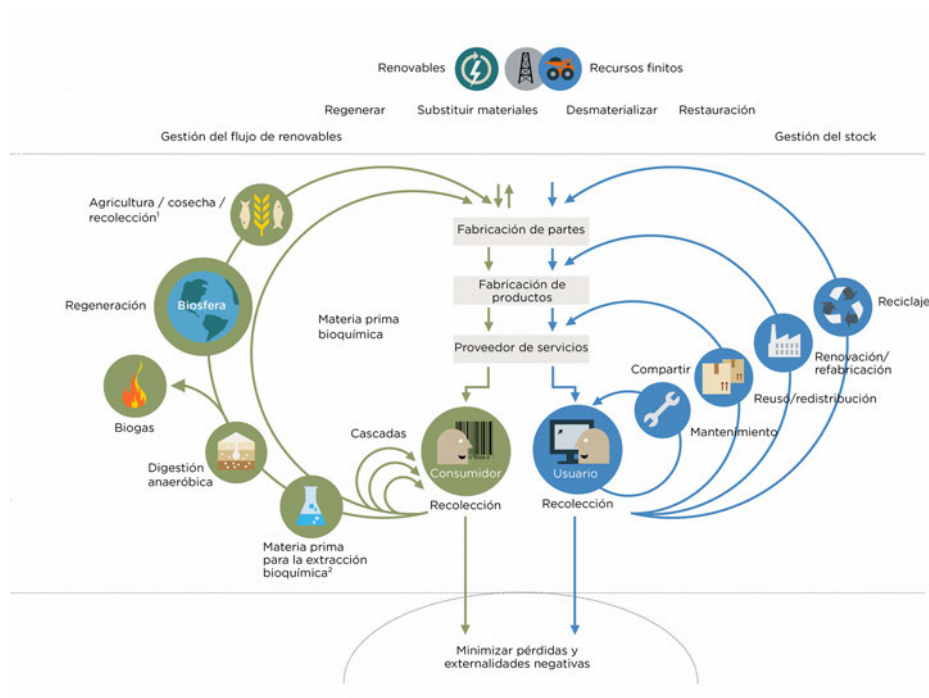 Renovables
Recursos finitos
Regenerar
Substituir materiales
Desmaterializar
Restauración
Gestión del flujo de renovables
Gestión del stock
Agricultura / cosecha /
recolección¹
Fabricación de partes
Regeneración
Biosfera
Fabricación de
productos
Reciclaje
Materia prima
bioquímica
Proveedor de servicios
Renovación/
refabricación
Compartir
Reuso/redistribución
Biogas
Cascadas
Mantenimiento
Digestión
anaeróbica
Consumidor
Usuario
Recolección
Recolección
Materia prima
para la extracción
bioquímica²
Minimizar pérdidas y
externalidades negativas